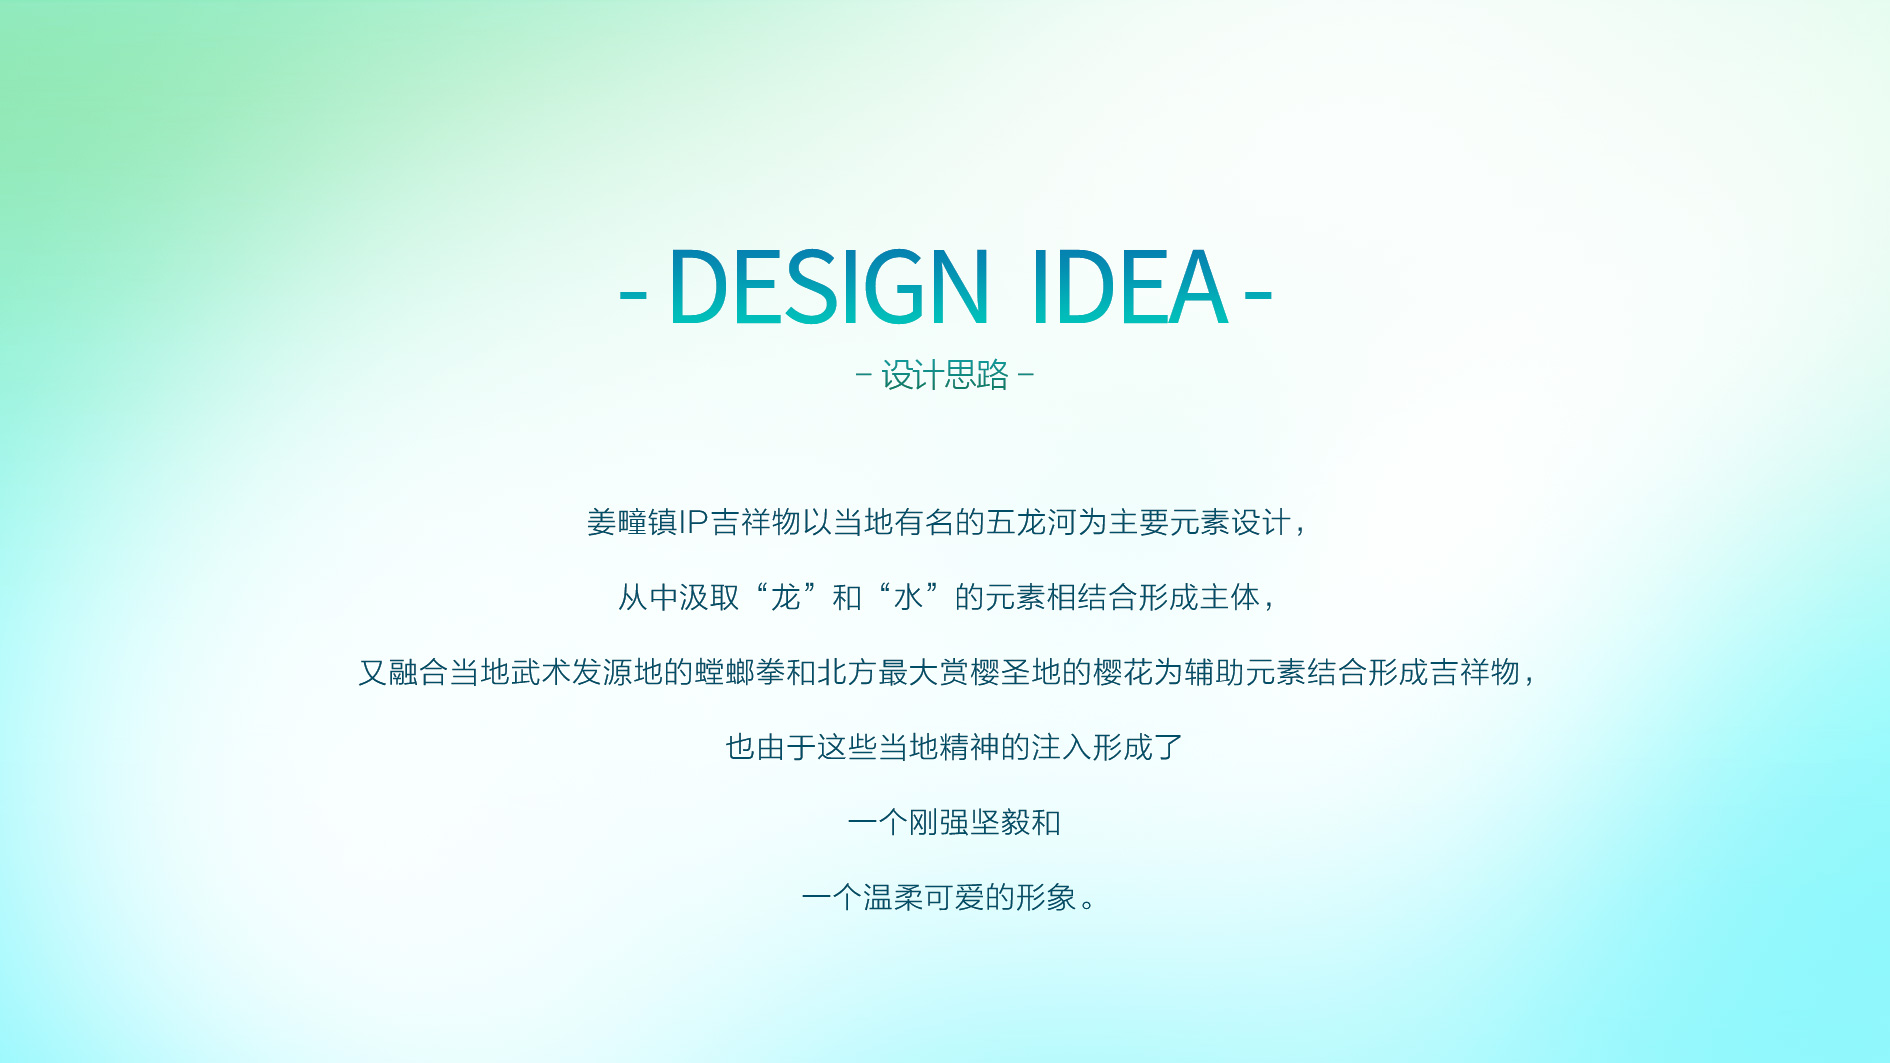 - DESIGN IDEA -
- 设计思路 -
姜疃镇IP吉祥物以当地有名的五龙河为主要元素设计，
从中汲取“龙”和“水”的元素相结合形成主体，
又融合当地武术发源地的螳螂拳和北方最大赏樱圣地的樱花为辅助元素结合形成吉祥物，
也由于这些当地精神的注入形成了
一个刚强坚毅和
一个温柔可爱的形象。